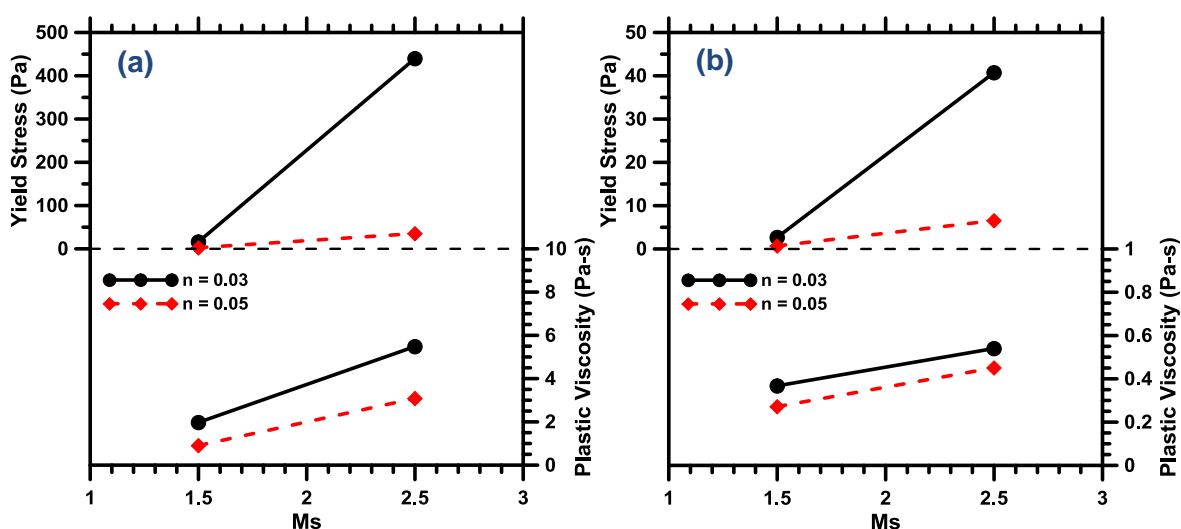 (a)
Yield Stress (Pa)
500
400
300
200
100
0
n = 0.03
n = 0.05
10
8
6
4
2
0
Plastic Viscosity (Pa-s)
1
1.5
2
2.5
3
Ms
(b)
Yield Stress (Pa)
50
40
30
20
10
0
n = 0.03
n = 0.05
1
0.8
0.6
0.4
0.2
0
Plastic Viscosity (Pa-s)
1
1.5
2
2.5
3
Ms